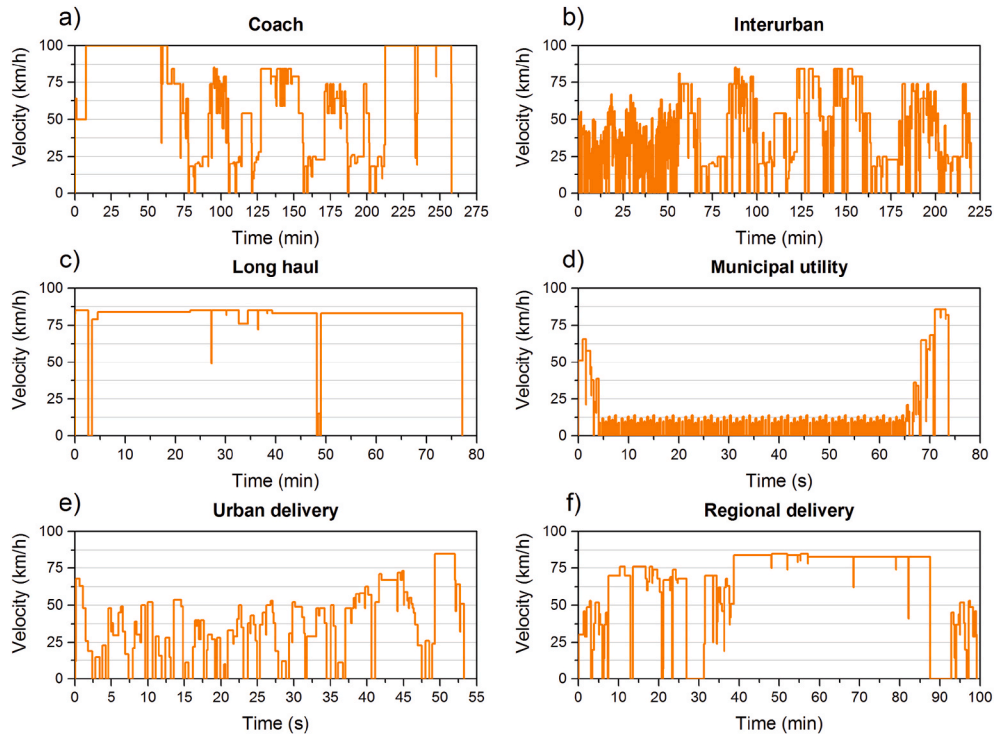 a) Coach
Velocity (km/h)
100
75
50
25
0
0 25 50 75 100 125 150 175 200 225 250 275
Time (min)
b) Interurban
Velocity (km/h)
100
75
50
25
0
0 25 50 75 100 125 150 175 200 225
Time (min)
c) Long haul
Velocity (km/h)
100
75
50
25
0
0 10 20 30 40 50 60 70 80
Time (min)
d) Municipal utility
Velocity (km/h)
100
75
50
25
0
0 10 20 30 40 50 60 70 80
Time (s)
e) Urban delivery
Velocity (km/h)
100
75
50
25
0
0 5 10 15 20 25 30 35 40 45 50 55
Time (s)
f) Regional delivery
Velocity (km/h)
100
75
50
25
0
0 10 20 30 40 50 60 70 80 90 100
Time (min)